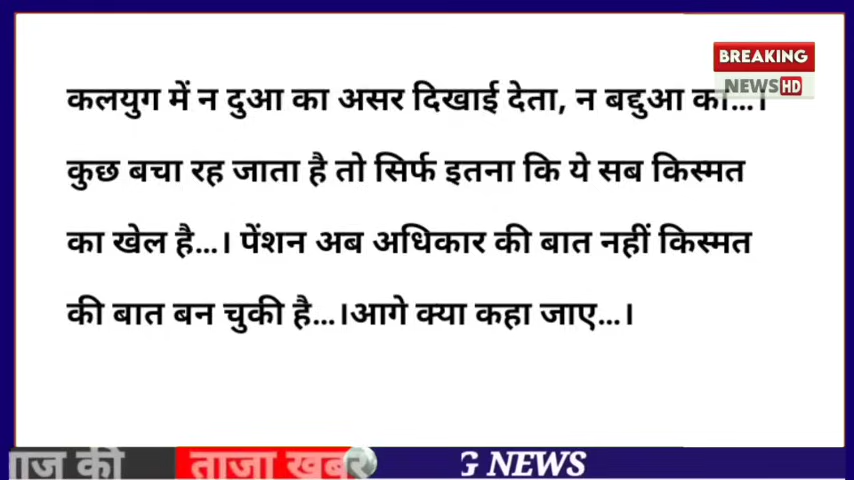 BREAKING
NEWS HD
कलयुग में न दुआ का असर दिखाई देता, न बद्दुआ का...।
कुछ बचा रह जाता है तो सिर्फ इतना कि ये सब किस्मत
का खेल है...। पेंशन अब अधिकार की बात नहीं किस्मत
की बात बन चुकी है...।आगे क्या कहा जाए...।
की ताजा खबर G NEWS